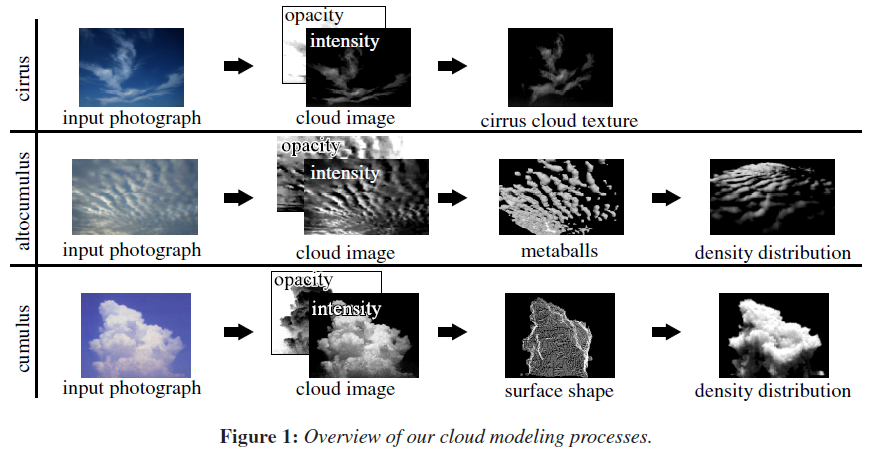 cirrus
opacity
intensity
input photograph
cloud image
cirrus cloud texture
altocumulus
opacity
intensity
input photograph
cloud image
metaballs
density distribution
cumulus
opacity
intensity
input photograph
cloud image
surface shape
density distribution
Figure 1: Overview of our cloud modeling processes.